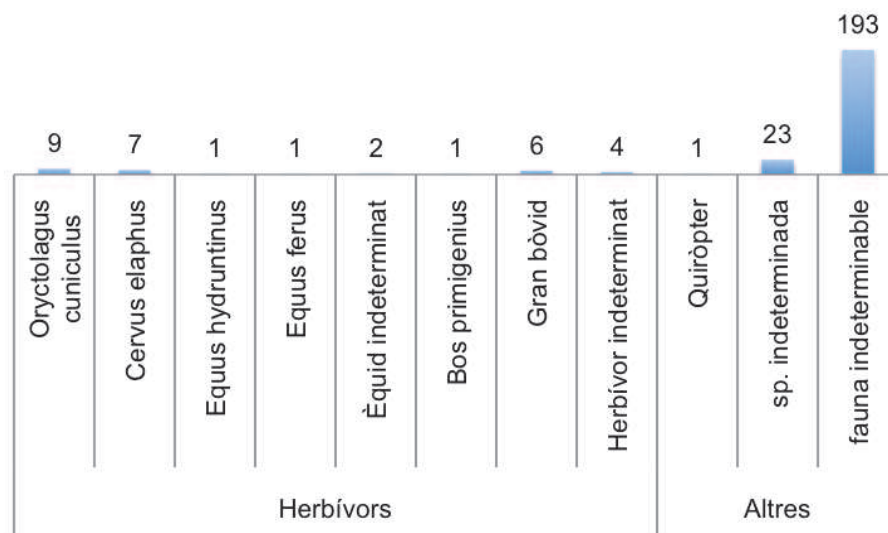 193
9
7
1
1
2
1
6
4
1
23
Oryctolagus
cuniculus
Cervus elaphus
Equus hydruntinus
Equus ferus
Èquid indeterminat
Bos primigenius
Gran bòvid
Herbívor indeterminat
Quiròpter
sp. indeterminada
fauna indeterminable
Herbívors
Altres